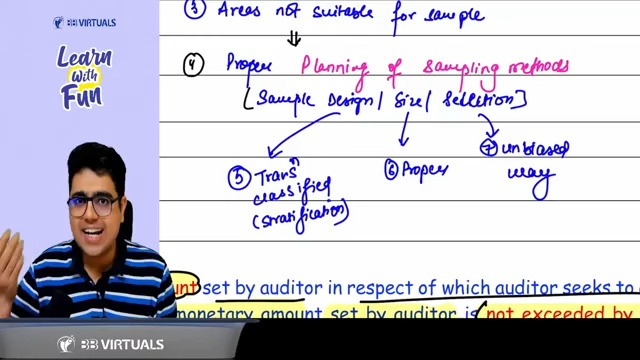 BB VIRTUALS
Learn
With
Fun
③ Areas not suitable for sample
⇓
④ Proper Planning of sampling methods
[Sample Design / Size / Selection]
⑤ Transⁿ
classified
(stratification)
⑥ Proper
⑦ unbiased
way
unt set by auditor in respect of which auditor seeks to
monetary amount set by auditor is not exceeded by
BB VIRTUALS